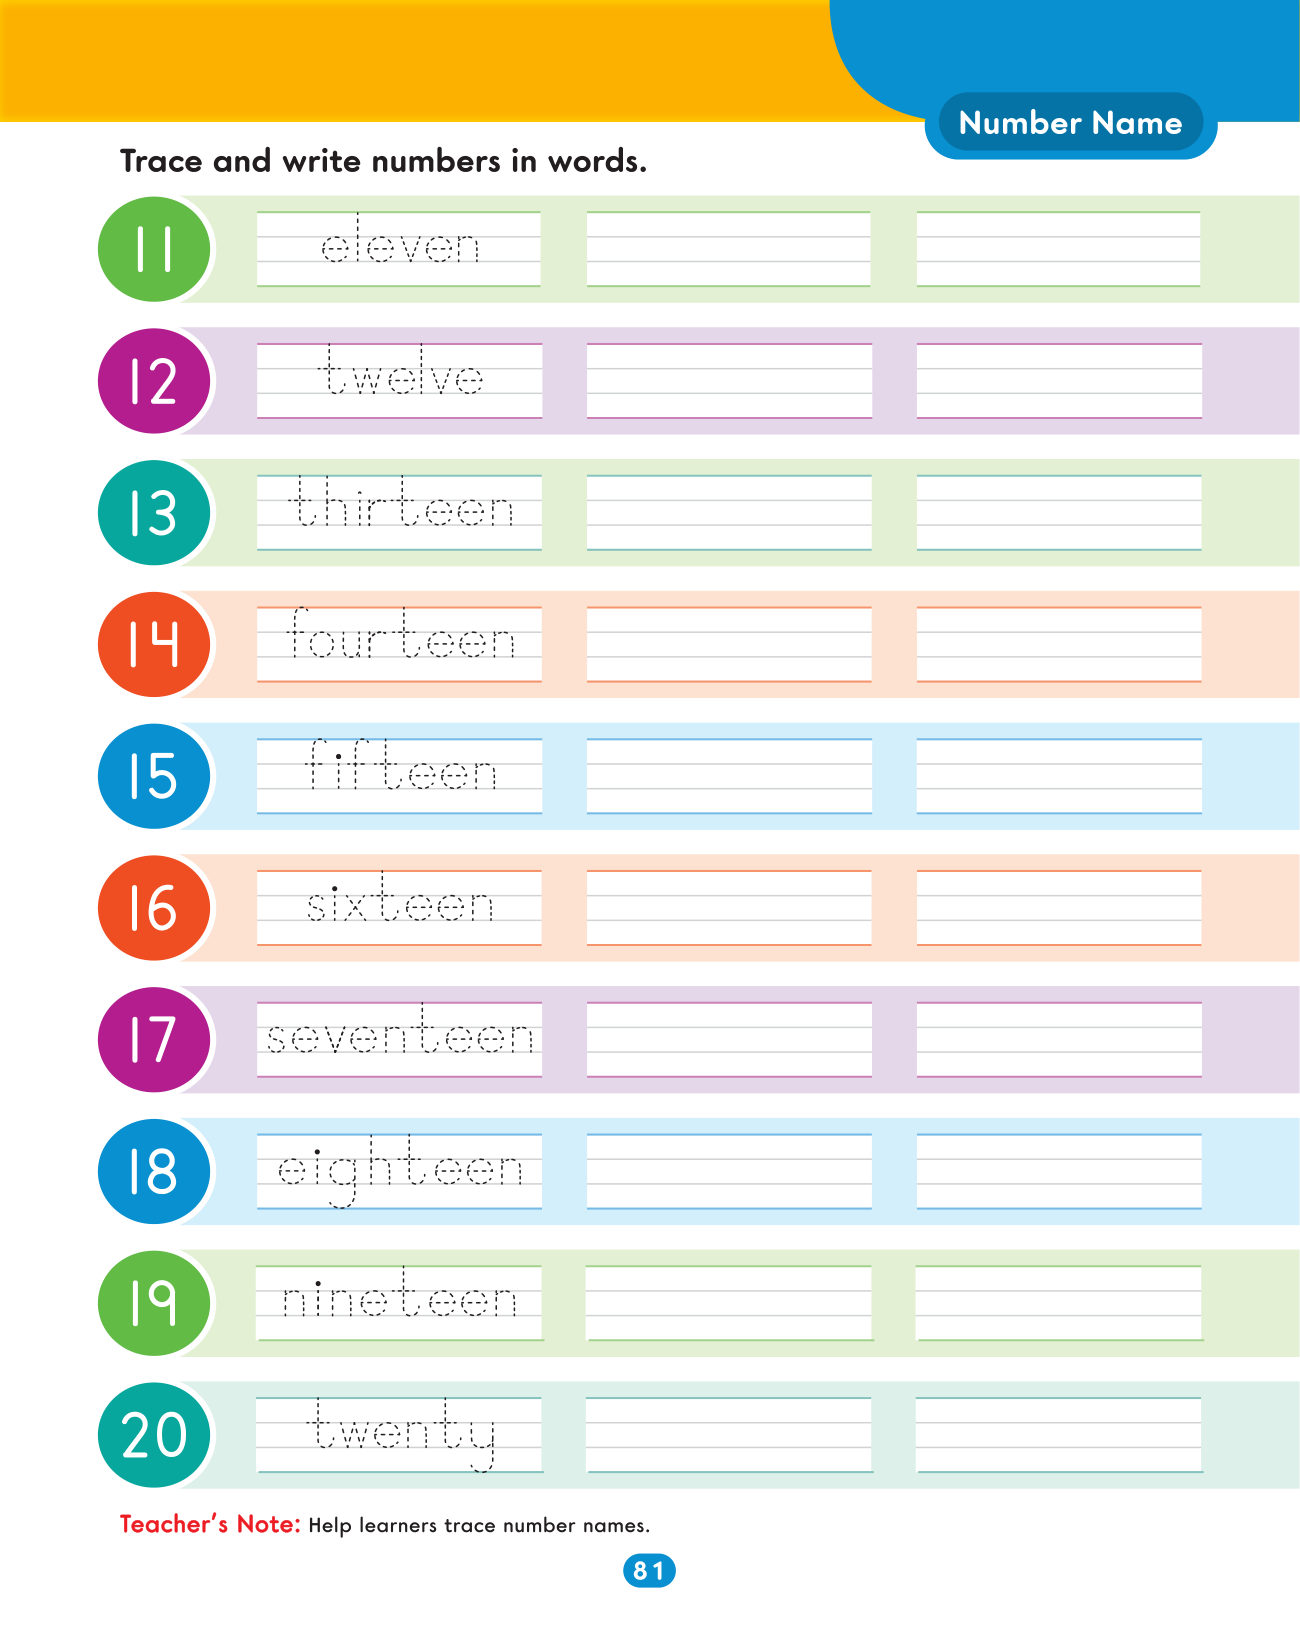 Number Name
Trace and write numbers in words.
11 eleven
12 twelve
13 thirteen
14 fourteen
15 fifteen
16 sixteen
17 seventeen
18 eighteen
19 nineteen
20 twenty
Teacher's Note: Help learners trace number names.
81